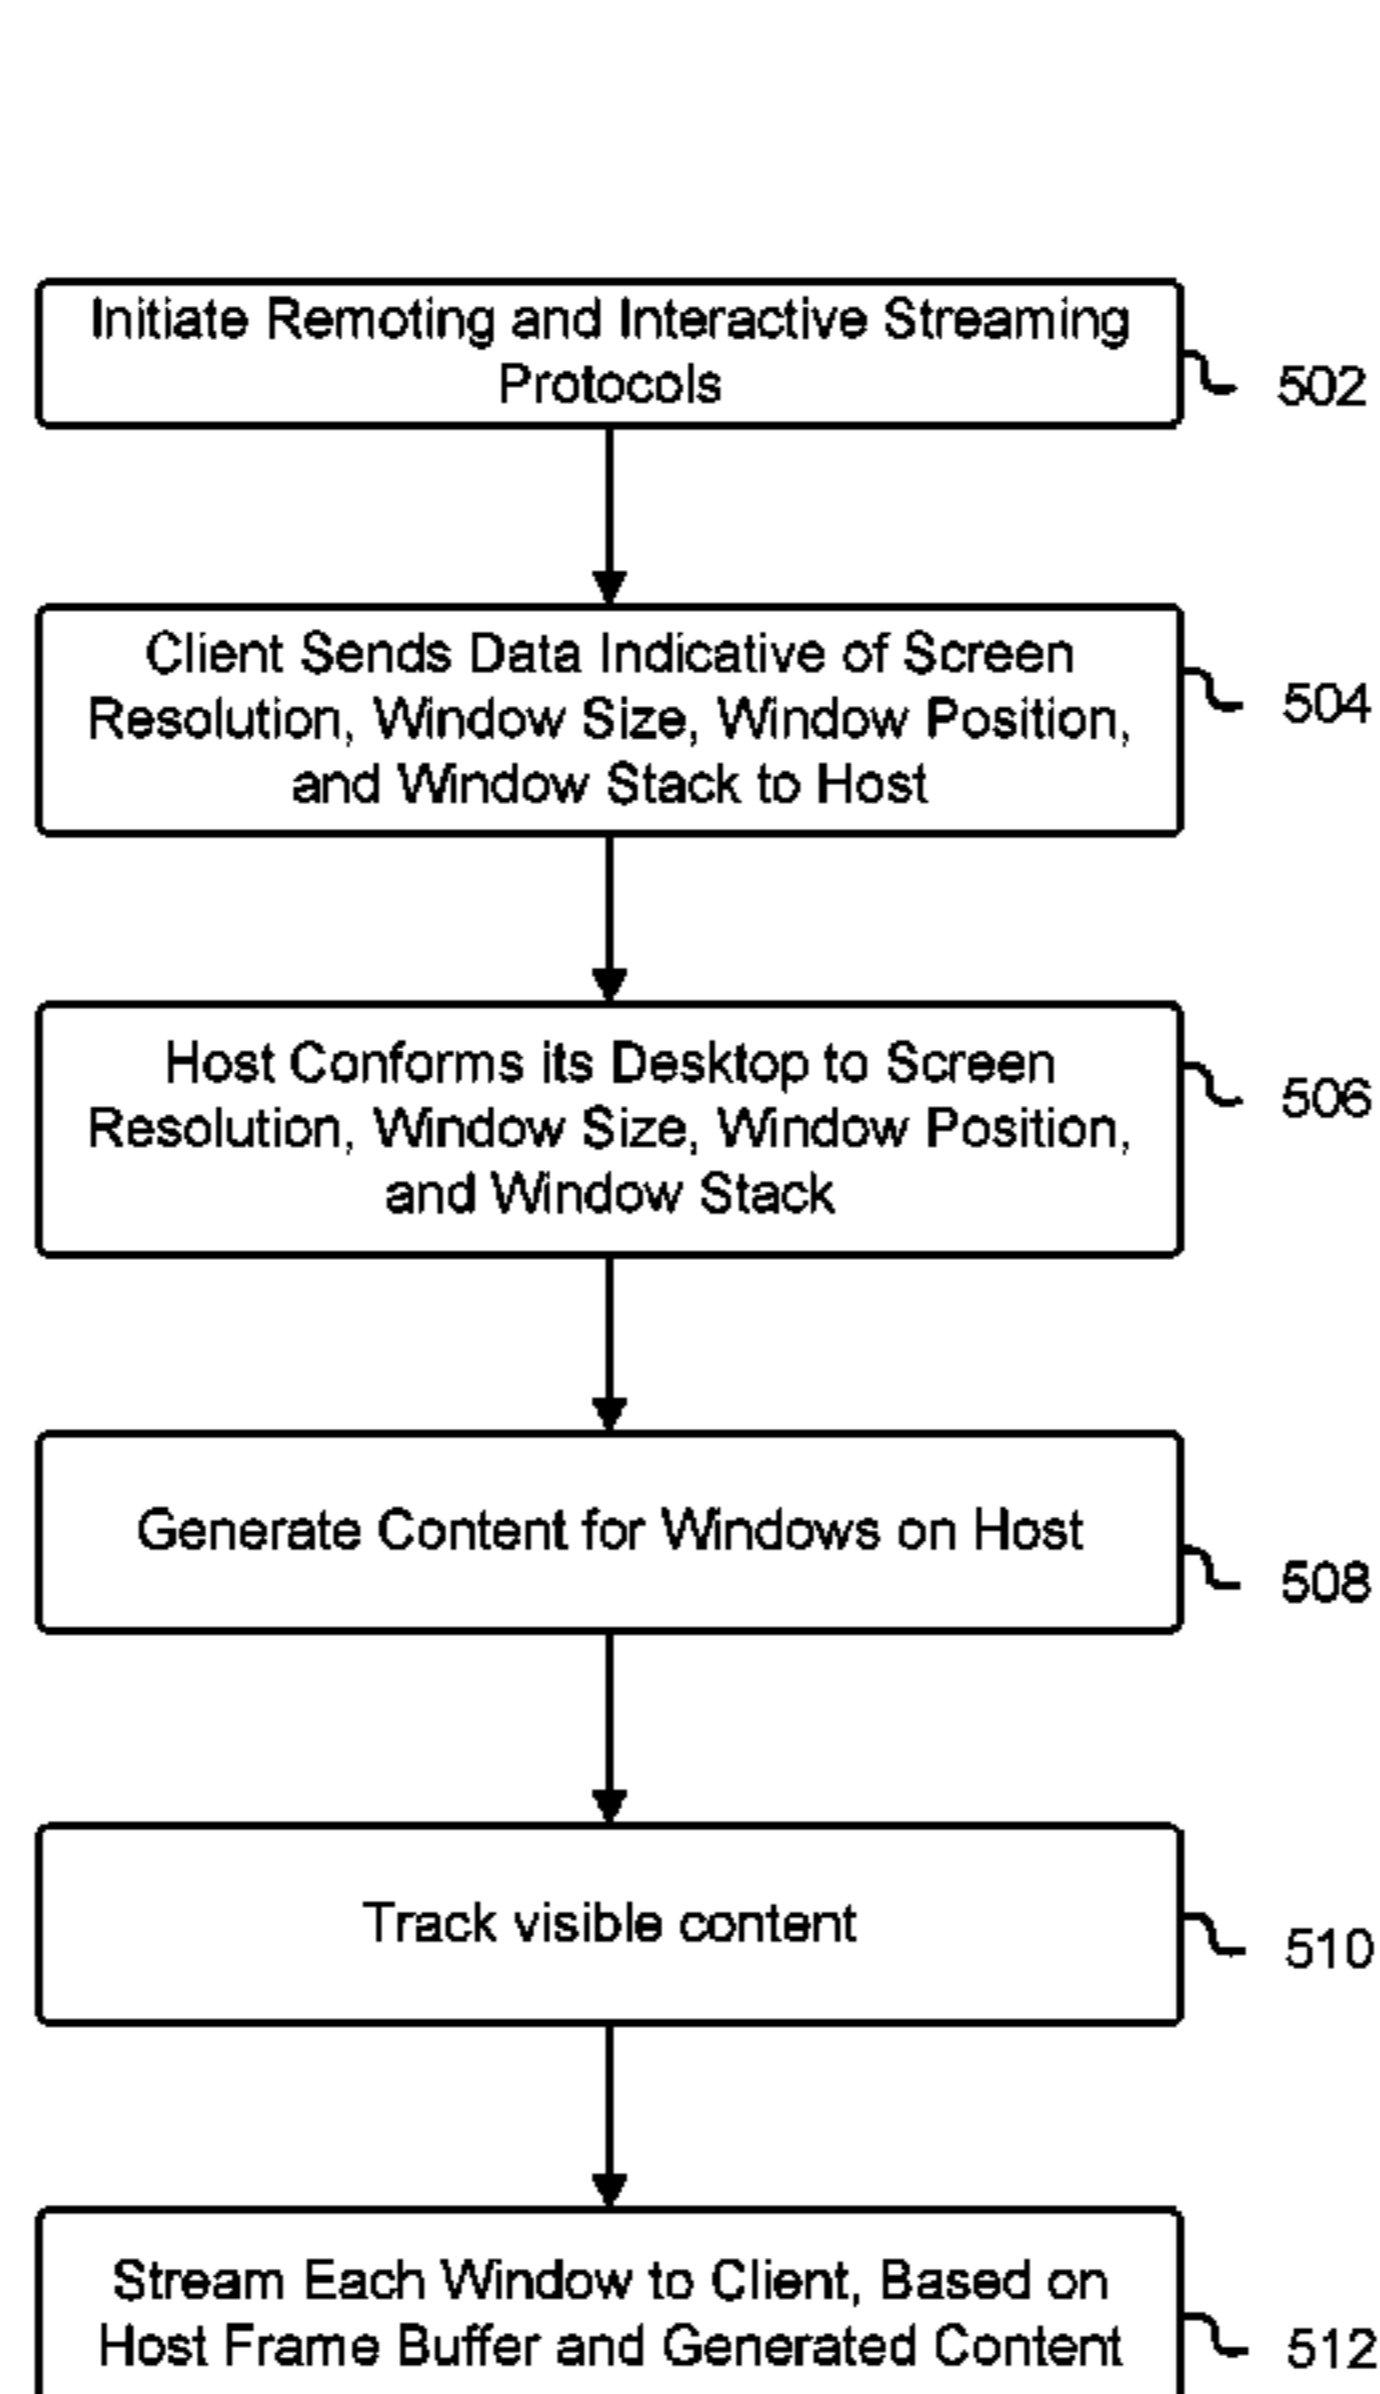 Initiate Remoting and Interactive Streaming
Protocols
502
Client Sends Data Indicative of Screen
Resolution, Window Size, Window Position,
and Window Stack to Host
504
Host Conforms its Desktop to Screen
Resolution, Window Size, Window Position,
and Window Stack
506
Generate Content for Windows on Host
508
Track visible content
510
Stream Each Window to Client, Based on
Host Frame Buffer and Generated Content
512